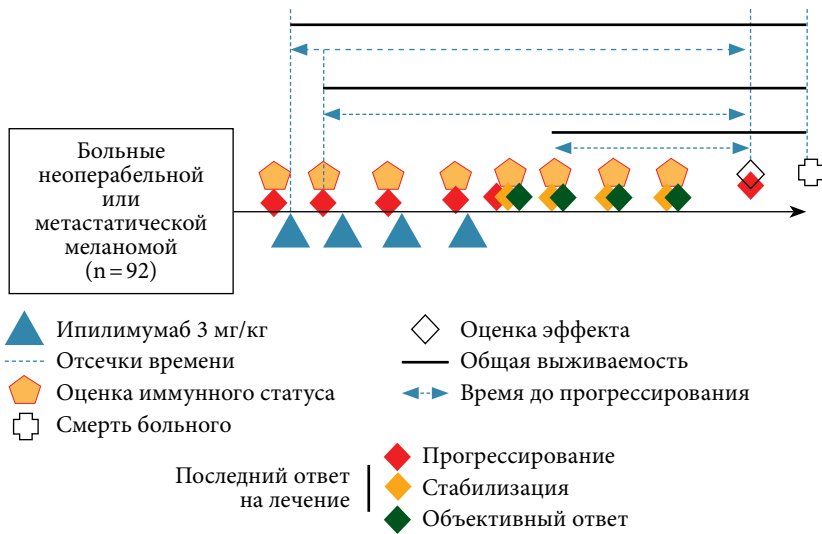 Больные
неоперабельной
или
метастатической
меланомой
(n = 92)
Ипилимумаб 3 мг/кг
Отсечки времени
Оценка иммунного статуса
Смерть больного
Оценка эффекта
Общая выживаемость
Время до прогрессирования
Последний ответ
на лечение
Прогрессирование
Стабилизация
Объективный ответ